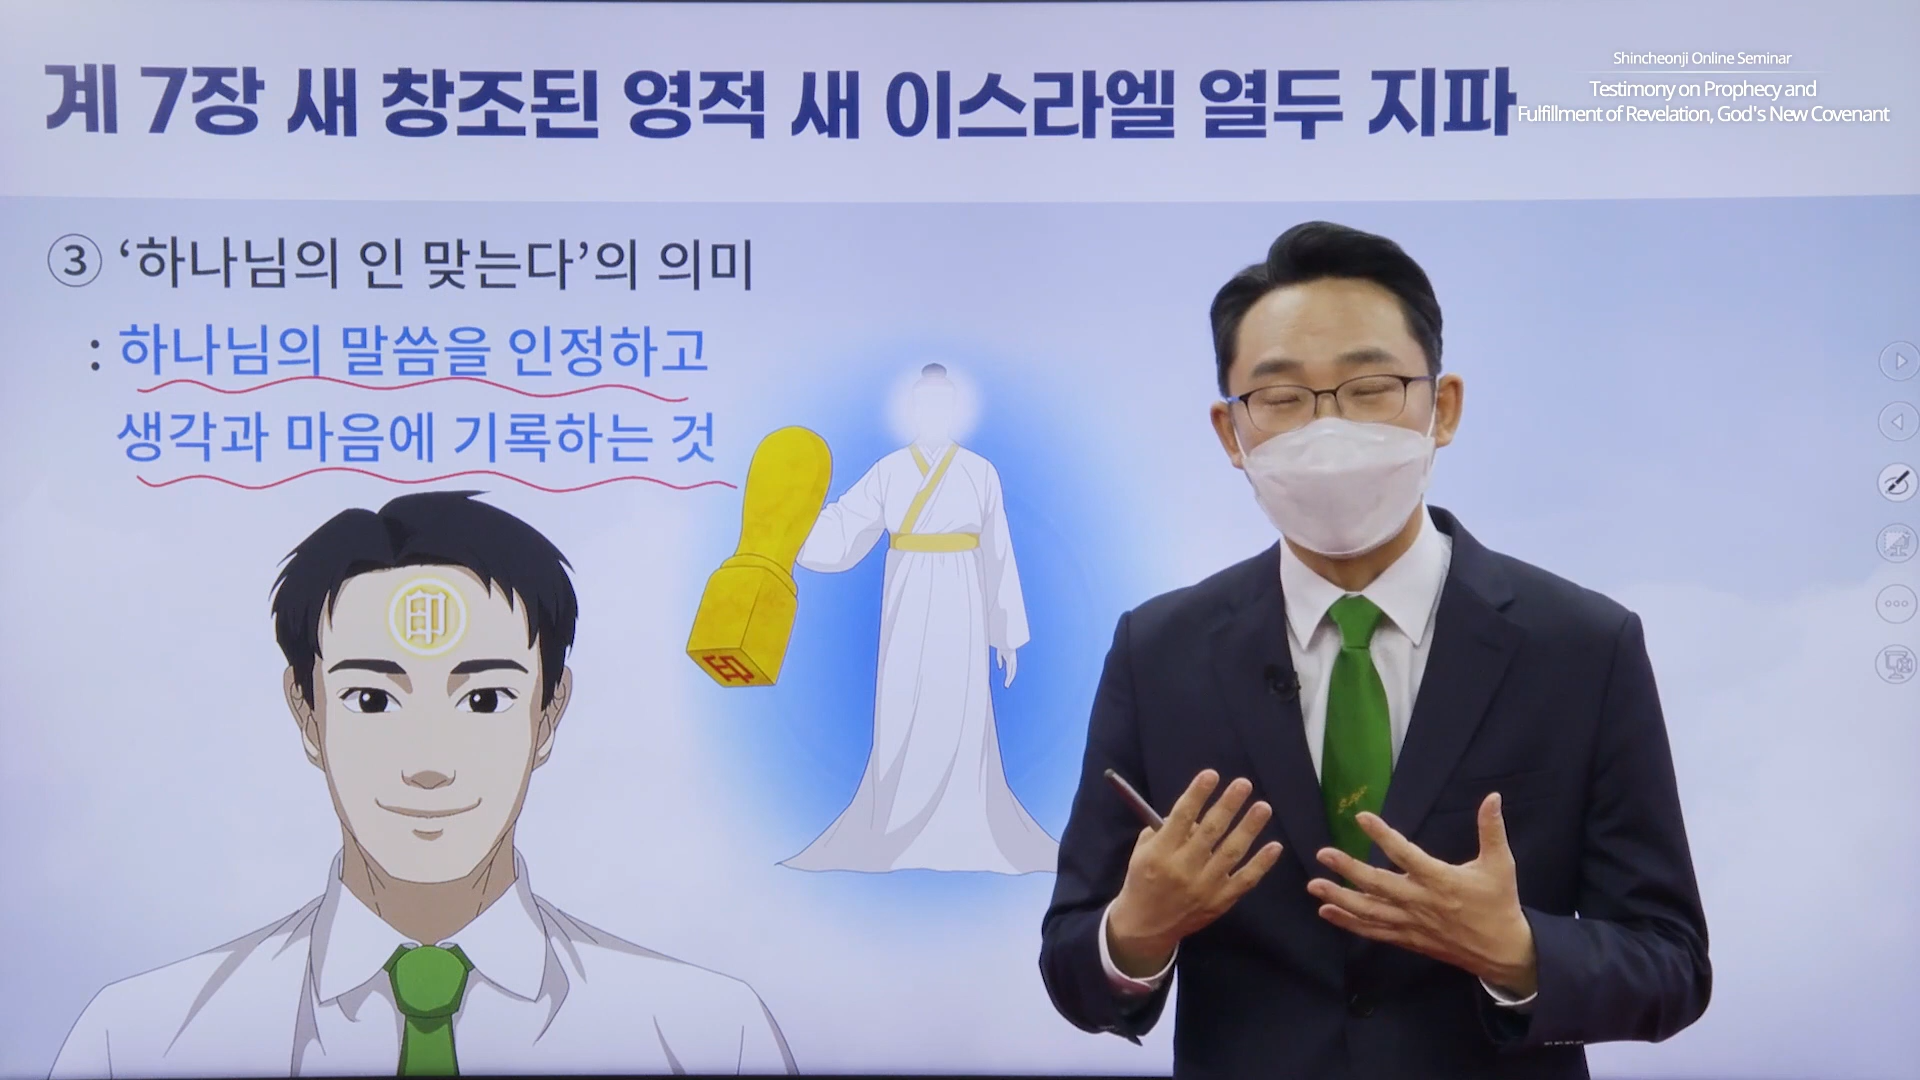 계 7장 새 창조된 영적 새 이스라엘 열두 지파
Shincheonji Online Seminar
Testimony on Prophecy and
Fulfillment of Revelation, God's New Covenant
③ ‘하나님의 인 맞는다’의 의미
: 하나님의 말씀을 인정하고
생각과 마음에 기록하는 것
印
印